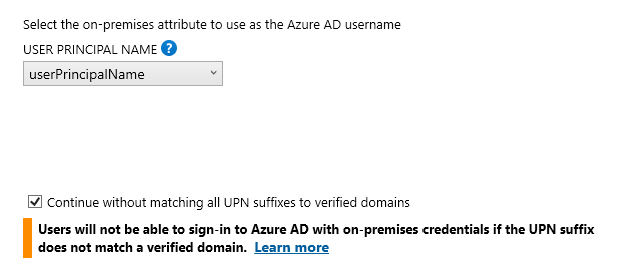 Select the on-premises attribute to use as the Azure AD username
USER PRINCIPAL NAME ?
userPrincipalName
Continue without matching all UPN suffixes to verified domains
Users will not be able to sign-in to Azure AD with on-premises credentials if the UPN suffix
does not match a verified domain. Learn more